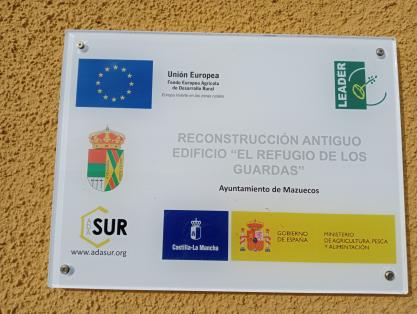 Unión Europea
Fondo Europeo Agrícola
de Desarrollo Rural
Europa invierte en las zonas rurales
LEADER
RECONSTRUCCIÓN ANTIGUO
EDIFICIO "EL REFUGIO DE LOS
GUARDAS"
Ayuntamiento de Mazuecos
SUR
www.adasur.org
Castilla-La Mancha
GOBIERNO
DE ESPAÑA
MINISTERIO
DE AGRICULTURA, PESCA
Y ALIMENTACIÓN